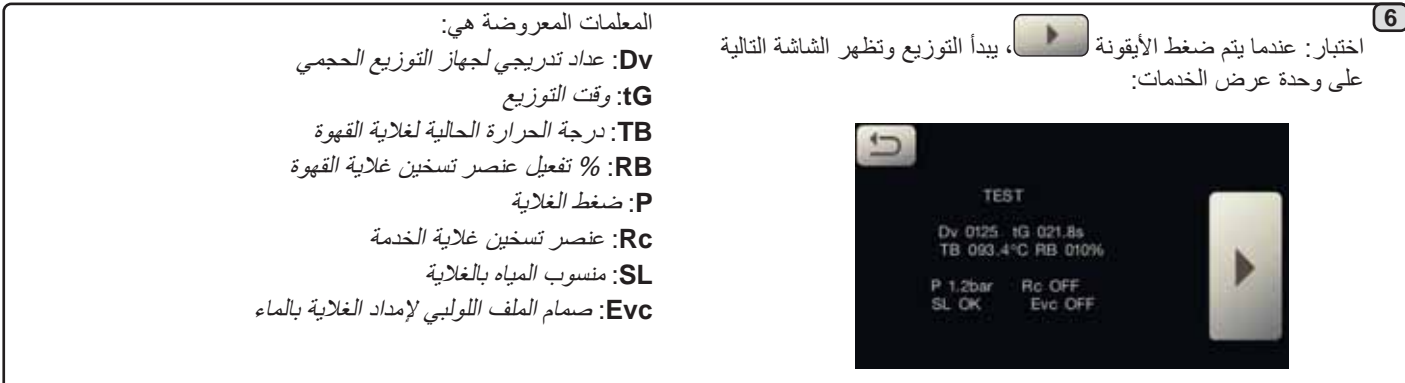 6
اختبار: عندما يتم ضغط الأيقونة ، يبدأ التوزيع وتظهر الشاشة التالية
على وحدة عرض الخدمات:
TEST
Dv 0125 tG 021.8s
TB 093.4°C RB 010%
P 1.2bar Rc OFF
SL OK Evc OFF
المعلمات المعروضة هي:
Dv: عداد تدريجي لجهاز التوزيع الحجمي
tG: وقت التوزيع
TB: درجة الحرارة الحالية لغلاية القهوة
RB: % تفعيل عنصر تسخين غلاية القهوة
P: ضغط الغلاية
Rc: عنصر تسخين غلاية الخدمة
SL: منسوب المياه بالغلاية
Evc: صمام الملف اللولبي لإمداد الغلاية بالماء